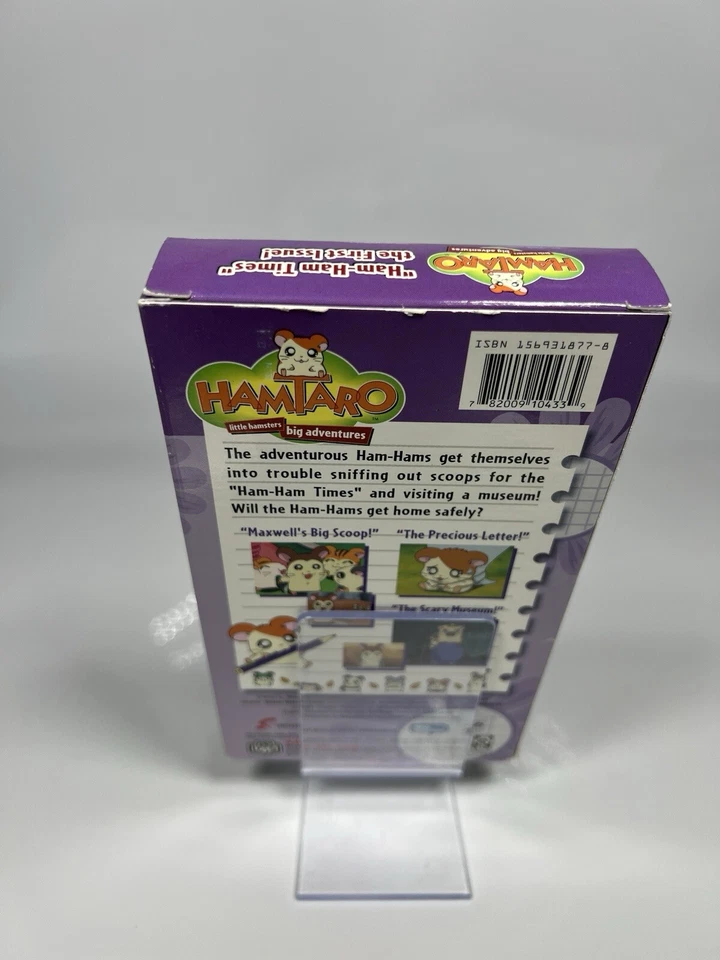 "Ham-Ham Times"
the First Issue!
HAMTARO
little hamsters, big adventures
ISBN 156931877-8
7 82009 10433 9
HAMTARO
little hamsters
big adventures
The adventurous Ham-Hams get themselves
into trouble sniffing out scoops for the
"Ham-Ham Times" and visiting a museum!
Will the Ham-Hams get home safely?
"Maxwell's Big Scoop!" "The Precious Letter!"
"The Scary Museum!"